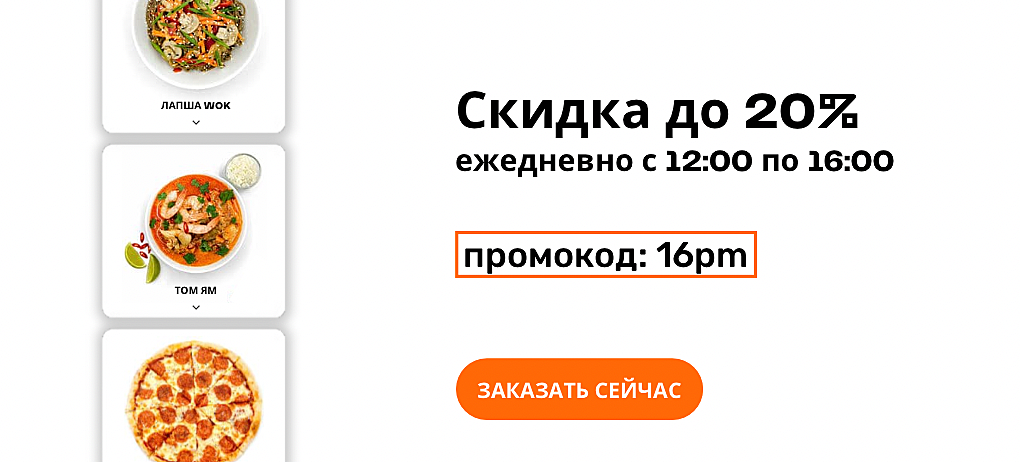 ЛАПША WOK
ТОМ ЯМ
Скидка до 20%
ежедневно с 12:00 по 16:00
промокод: 16pm
ЗАКАЗАТЬ СЕЙЧАС